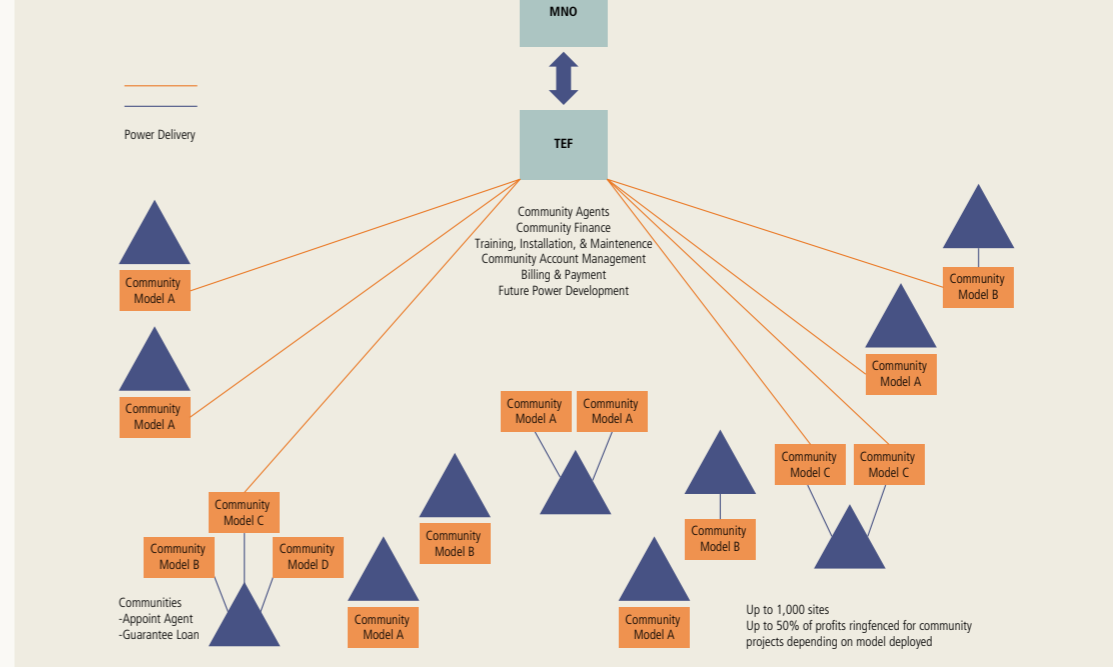 MNO
TEF
Power Delivery
Community Agents
Community Finance
Training, Installation, & Maintenence
Community Account Management
Billing & Payment
Future Power Development
Community
Model A
Community
Model B
Community
Model A
Community
Model A
Community
Model A
Community
Model A
Community
Model C
Community
Model C
Community
Model C
Community
Model B
Community
Model D
Community
Model B
Community
Model B
Community
Model A
Community
Model A
Communities
-Appoint Agent
-Guarantee Loan
Up to 1,000 sites
Up to 50% of profits ringfenced for community
projects depending on model deployed